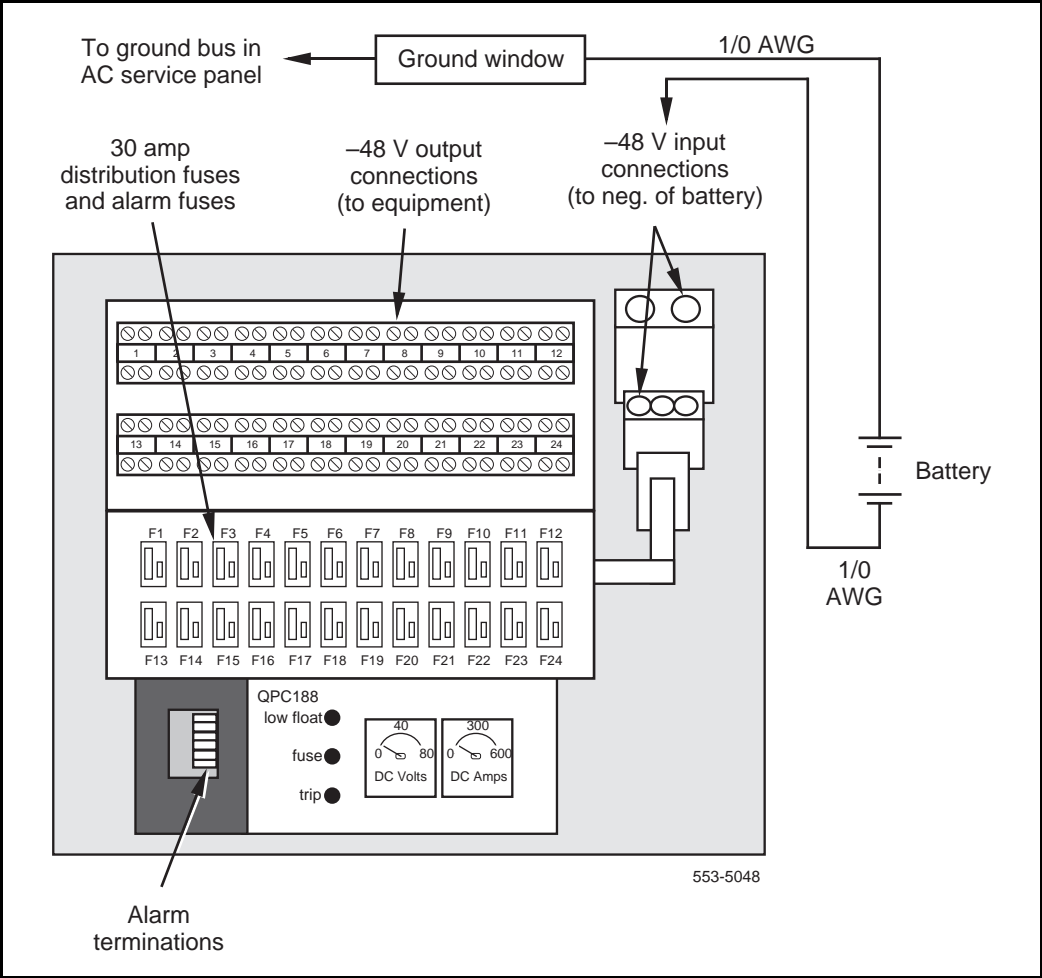 To ground bus in
AC service panel
Ground window
1/0 AWG
30 amp
distribution fuses
and alarm fuses
–48 V output
connections
(to equipment)
–48 V input
connections
(to neg. of battery)
1 2 3 4 5 6 7 8 9 10 11 12
13 14 15 16 17 18 19 20 21 22 23 24
Battery
1/0
AWG
F1 F2 F3 F4 F5 F6 F7 F8 F9 F10 F11 F12
F13 F14 F15 F16 F17 F18 F19 F20 F21 F22 F23 F24
QPC188
low float
fuse
trip
40
0 80
DC Volts
300
0 600
DC Amps
553-5048
Alarm
terminations